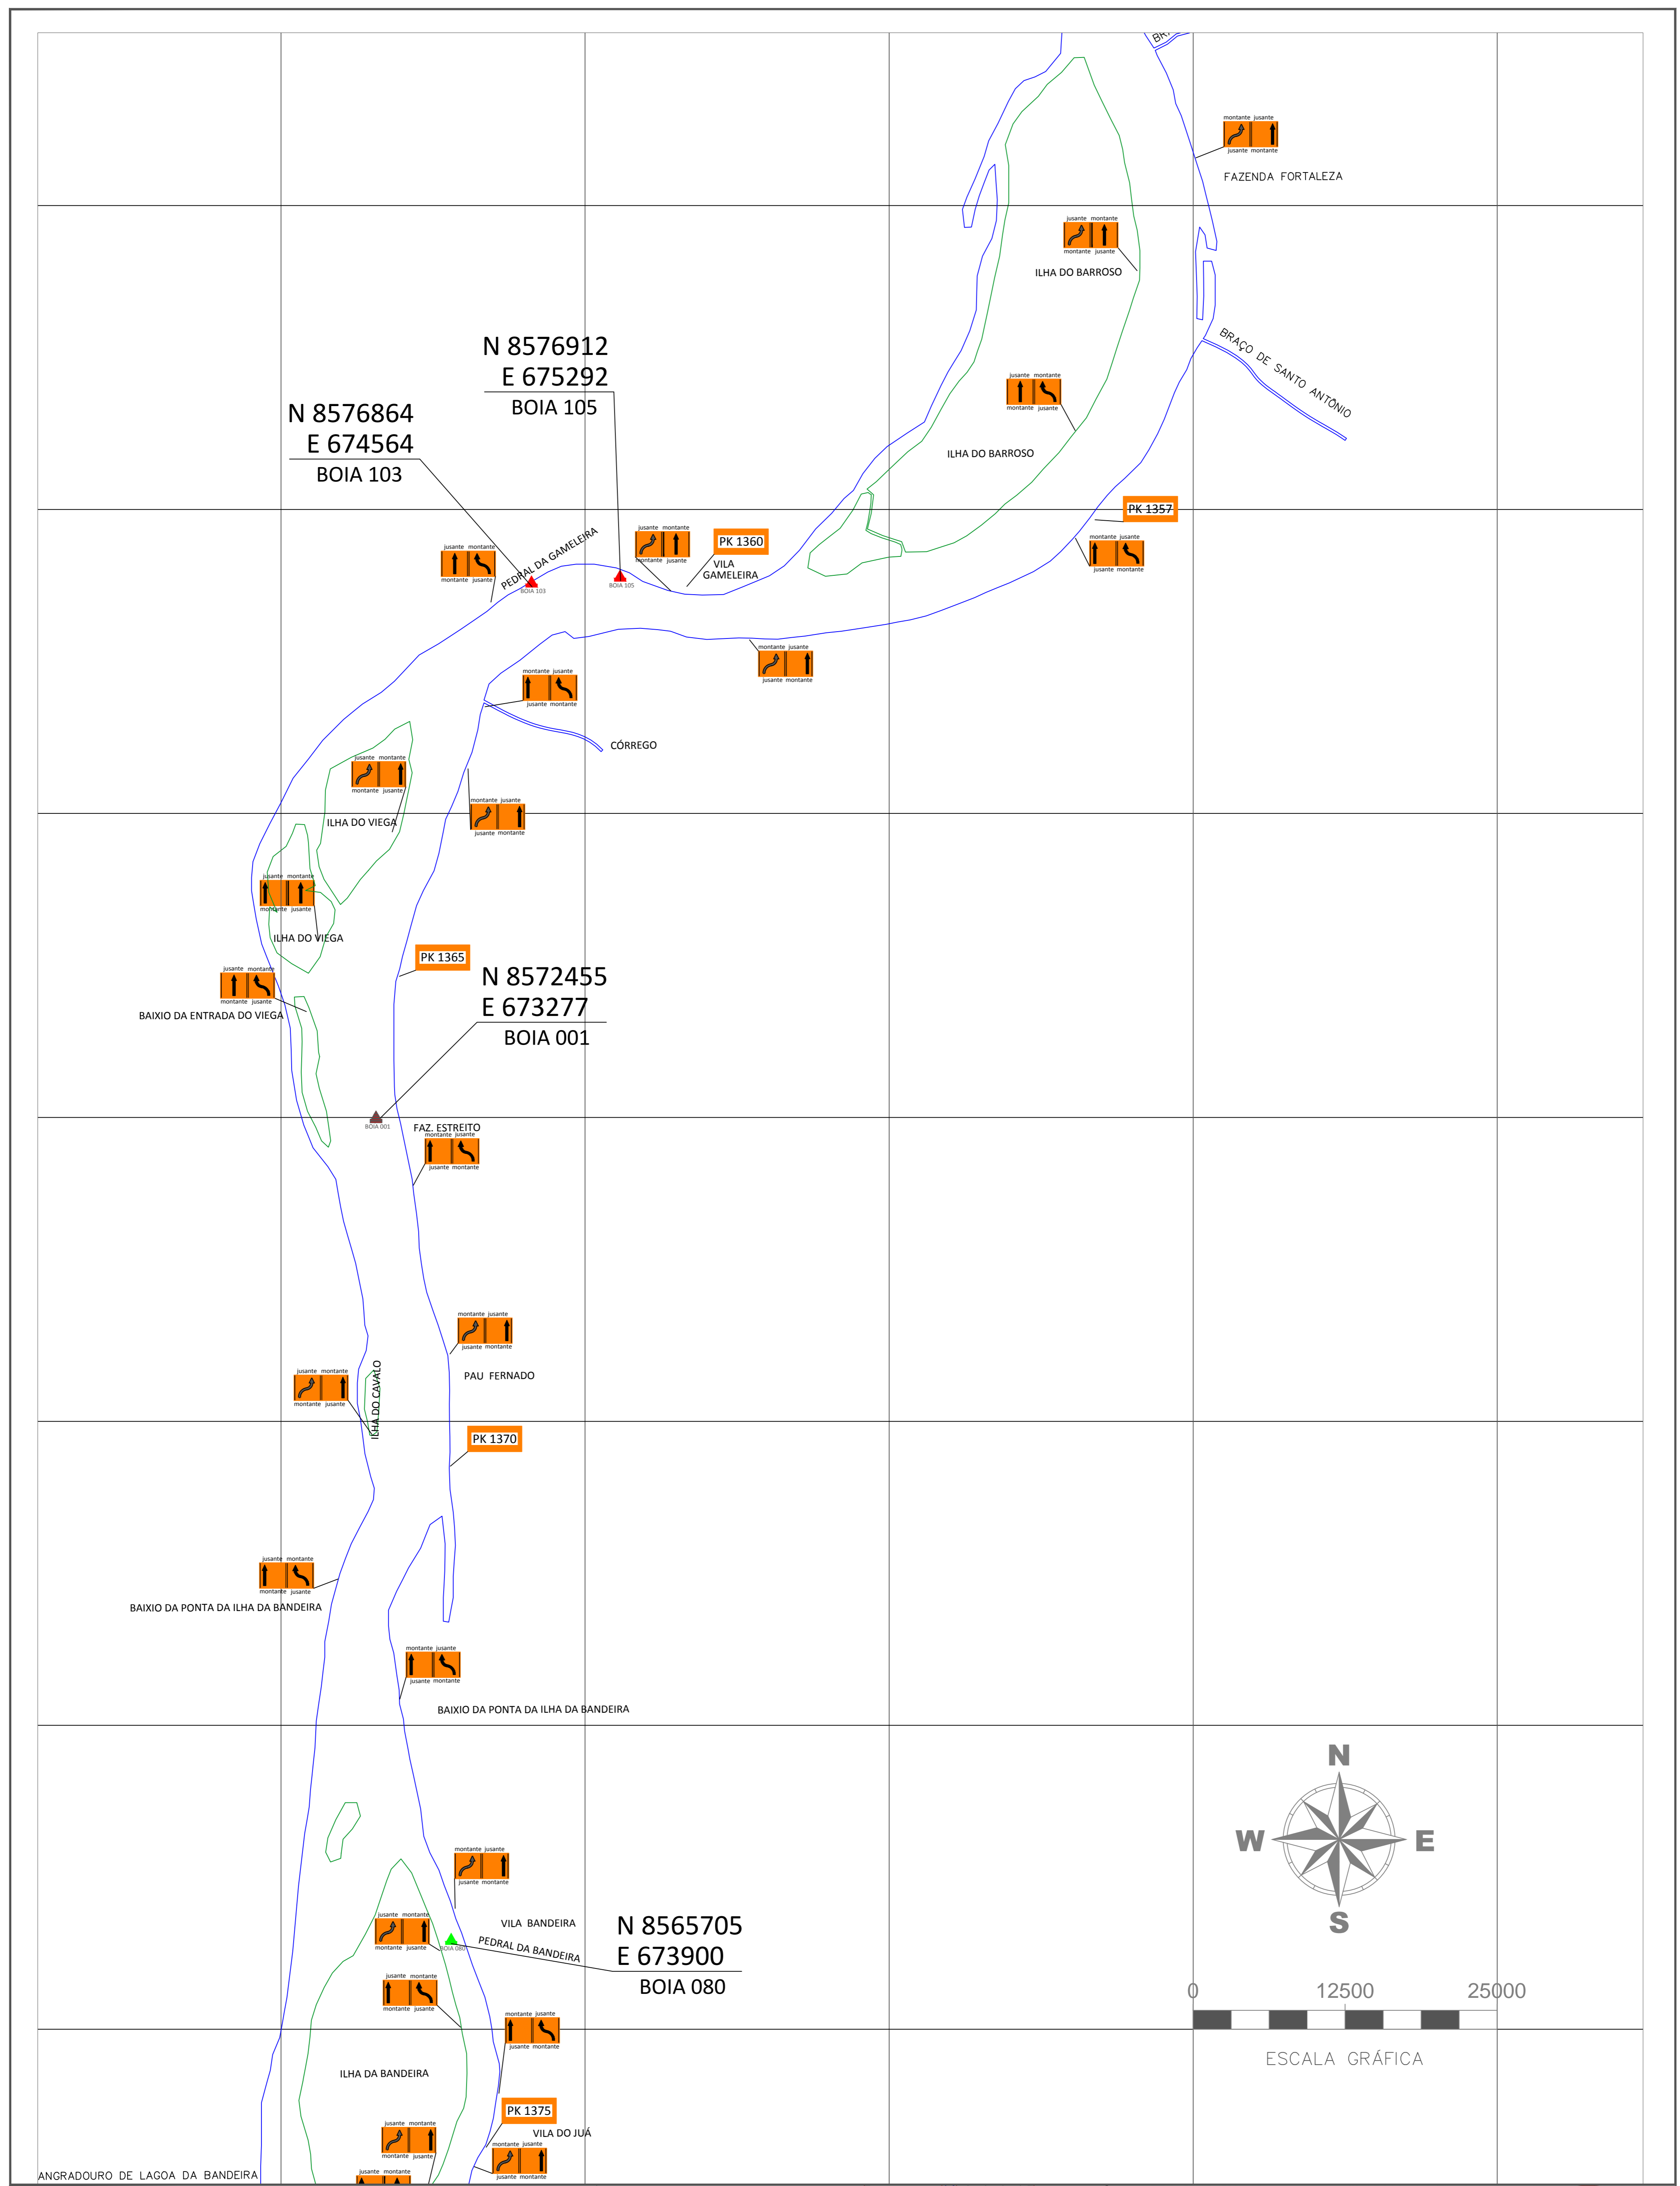 BR
montante jusante
jusante montante
FAZENDA FORTALEZA
jusante montante
montante jusante
ILHA DO BARROSO
BRAÇO DE SANTO ANTÔNIO
N 8576912
E 675292
BOIA 105
jusante montante
montante jusante
ILHA DO BARROSO
N 8576864
E 674564
BOIA 103
PK 1357
montante jusante
jusante montante
jusante montante
montante jusante
PEDRAL DA GAMELEIRA
BOIA 103
BOIA 105
jusante montante
montante jusante
PK 1360
VILA
GAMELEIRA
montante jusante
jusante montante
montante jusante
jusante montante
CÓRREGO
jusante montante
montante jusante
ILHA DO VIEGA
montante jusante
jusante montante
jusante montante
montante jusante
ILHA DO VIEGA
PK 1365
jusante montante
montante jusante
BAIXIO DA ENTRADA DO VIEGA
N 8572455
E 673277
BOIA 001
BOIA 001
FAZ. ESTREITO
montante jusante
jusante montante
montante jusante
jusante montante
PAU FERNADO
jusante montante
montante jusante
ILHA DO CAVALO
PK 1370
jusante montante
montante jusante
BAIXIO DA PONTA DA ILHA DA BANDEIRA
montante jusante
jusante montante
BAIXIO DA PONTA DA ILHA DA BANDEIRA
N
W
E
S
montante jusante
jusante montante
jusante montante
montante jusante
BOIA 080
VILA BANDEIRA
PEDRAL DA BANDEIRA
N 8565705
E 673900
BOIA 080
jusante montante
montante jusante
0 12500 25000
ESCALA GRÁFICA
montante jusante
jusante montante
ILHA DA BANDEIRA
PK 1375
VILA DO JUÁ
jusante montante
montante jusante
montante jusante
jusante montante
jusante montante
ANGRADOURO DE LAGOA DA BANDEIRA